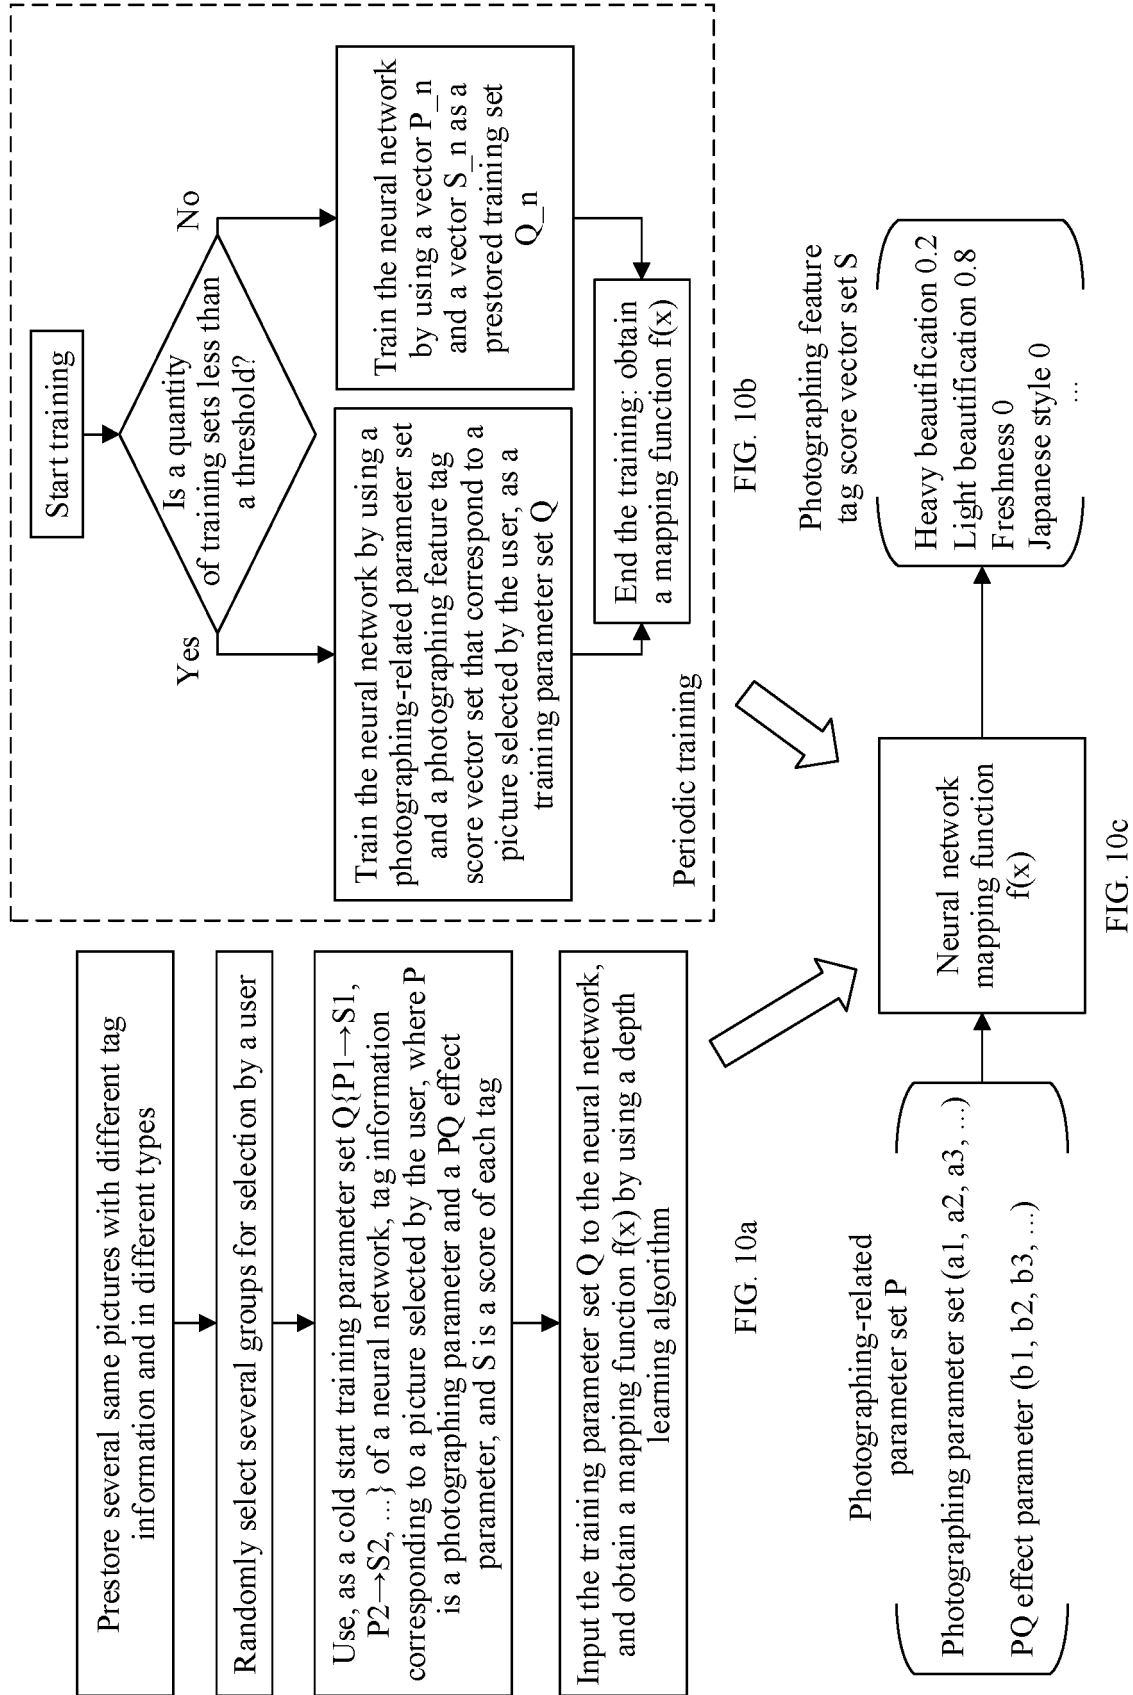 Prestore several same pictures with different tag
information and in different types
Randomly select several groups for selection by a user
Use, as a cold start training parameter set Q{P1→S1,
P2→S2, ...} of a neural network, tag information
corresponding to a picture selected by the user, where P
is a photographing parameter and a PQ effect
parameter, and S is a score of each tag
Input the training parameter set Q to the neural network,
and obtain a mapping function f(x) by using a depth
learning algorithm
FIG. 10a
Start training
Is a quantity
of training sets less than
a threshold?
Yes
No
Train the neural network by using a
photographing-related parameter set
and a photographing feature tag
score vector set that correspond to a
picture selected by the user, as a
training parameter set Q
Train the neural network
by using a vector P_n
and a vector S_n as a
prestored training set
Q_n
End the training: obtain
a mapping function f(x)
Periodic training
FIG. 10b
Photographing-related
parameter set P
Photographing parameter set (a1, a2, a3, ...)
PQ effect parameter (b1, b2, b3, ...)
Neural network
mapping function
f(x)
Photographing feature
tag score vector set S
Heavy beautification 0.2
Light beautification 0.8
Freshness 0
Japanese style 0
...
FIG. 10c